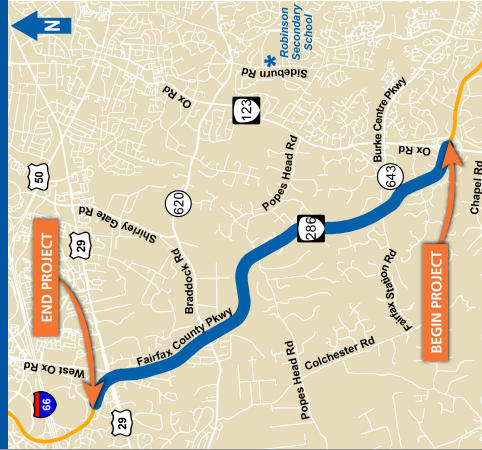 N
Robinson
Secondary
School
Sideburn Rd
Ox Rd
123
50
Burke Centre Pkwy
Popes Head Rd
Ox Rd
620
643
Shirley Gate Rd
29
286
Chapel Rd
END PROJECT
Braddock Rd
BEGIN PROJECT
Fairfax County Pkwy
Fairfax Station Rd
West Ox Rd
Colchester Rd
Popes Head Rd
66
29